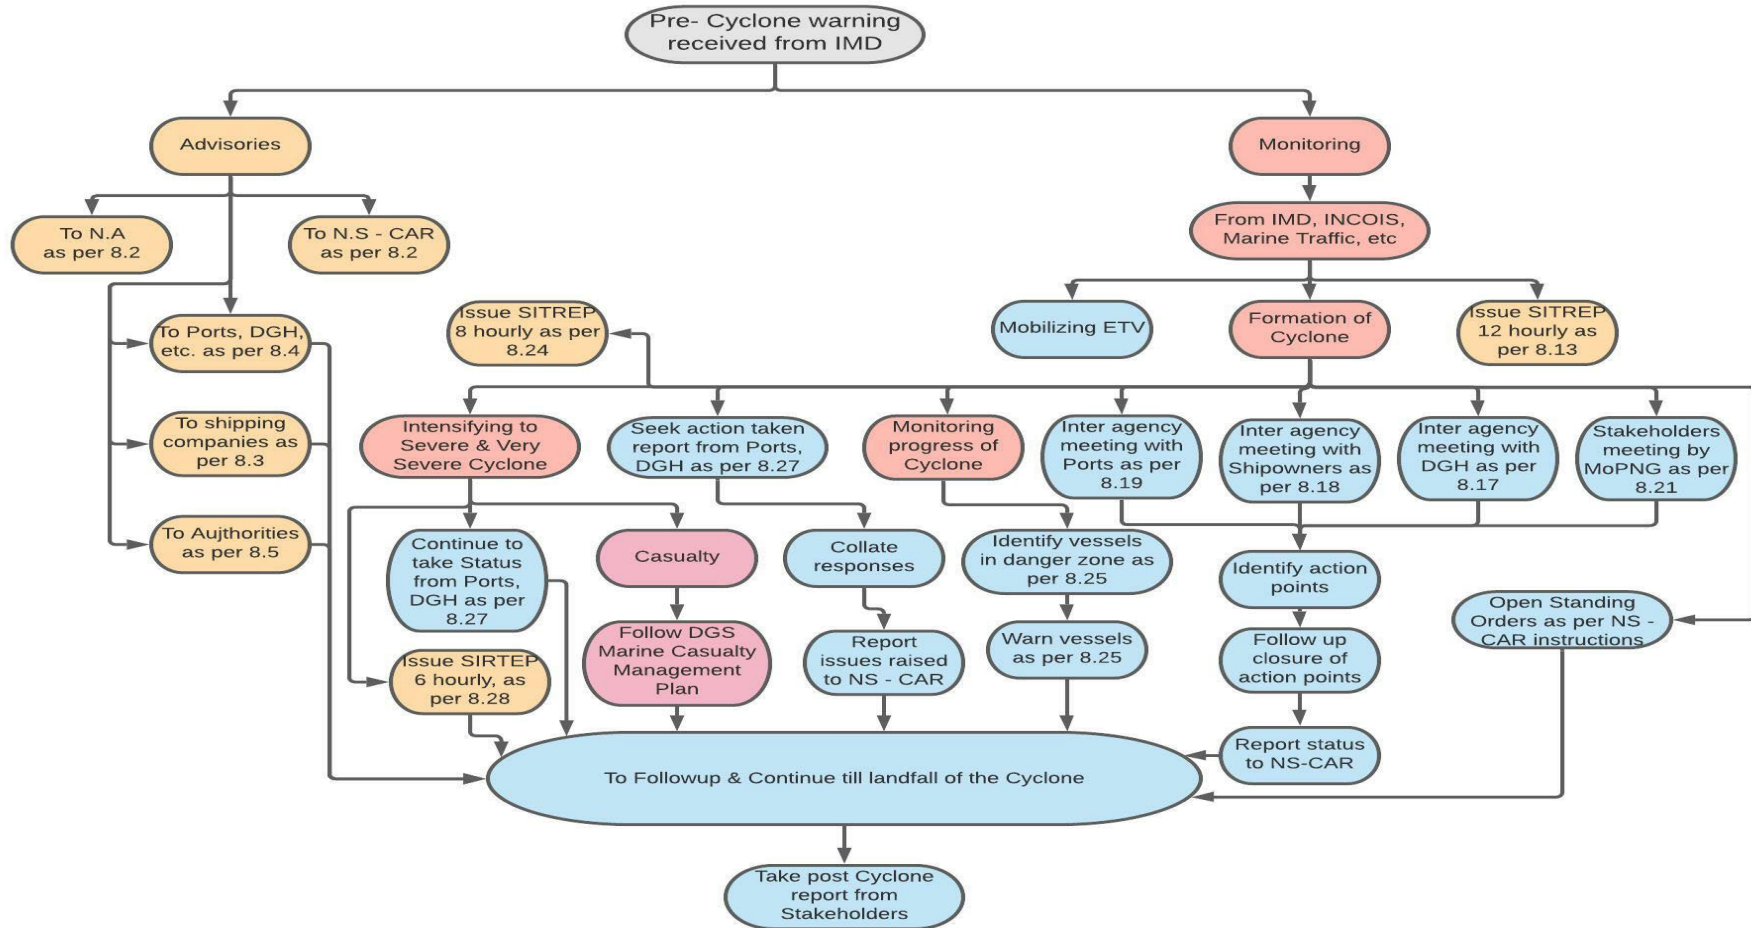 Pre- Cyclone warning
received from IMD
Advisories
Monitoring
To N.A
as per 8.2
To N.S - CAR
as per 8.2
From IMD, INCOIS,
Marine Traffic, etc
To Ports, DGH,
etc. as per 8.4
Issue SITREP
8 hourly as per
8.24
Mobilizing ETV
Formation of
Cyclone
Issue SITREP
12 hourly as
per 8.13
To shipping
companies as
per 8.3
Intensifying to
Severe & Very
Severe Cyclone
Seek action taken
report from Ports,
DGH as per 8.27
Monitoring
progress of
Cyclone
Inter agency
meeting with
Ports as per
8.19
Inter agency
meeting with
Shipowners as
per 8.18
Inter agency
meeting with
DGH as per
8.17
Stakeholders
meeting by
MoPNG as per
8.21
To Aujthorities
as per 8.5
Continue to
take Status
from Ports,
DGH as per
8.27
Casualty
Collate
responses
Identify vessels
in danger zone as
per 8.25
Identify action
points
Open Standing
Orders as per NS -
CAR instructions
Issue SIRTEP
6 hourly, as
per 8.28
Follow DGS
Marine Casualty
Management
Plan
Report
issues raised
to NS - CAR
Warn vessels
as per 8.25
Follow up
closure of
action points
Report status
to NS-CAR
To Followup & Continue till landfall of the Cyclone
Take post Cyclone
report from
Stakeholders